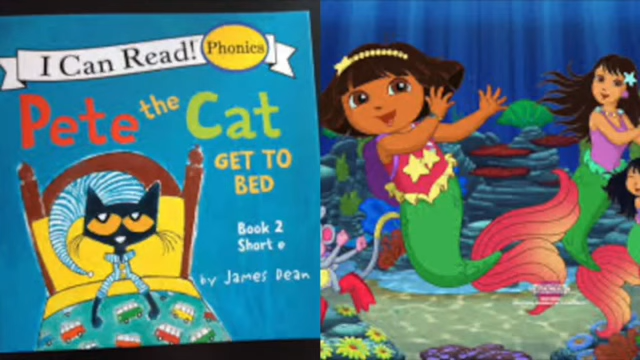 I Can Read!
Phonics
Pete the Cat
GET TO
BED
Book 2
Short e
by James Dean